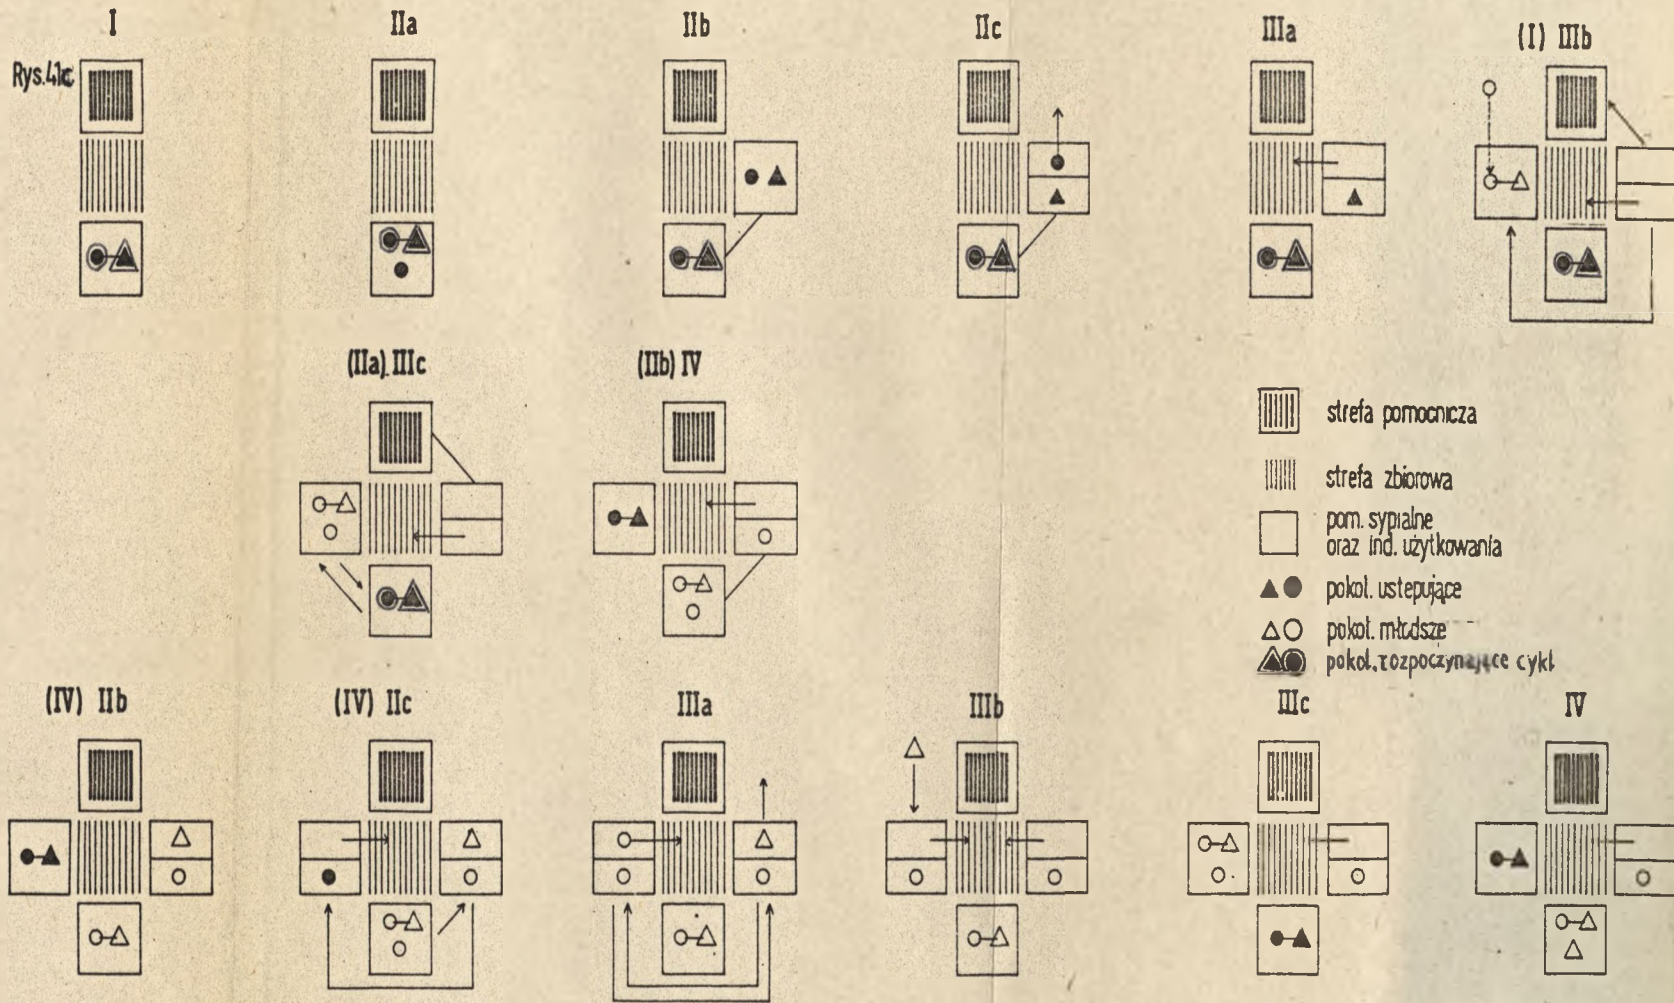 I
IIa
IIb
IIc
IIIa
(I) IIIb
Rys.41c
(IIa) IIIc
(IIb) IV
strefa pomocnicza
strefa zbiorowa
pom. sypialne
oraz ind. użytkowania
pokol. ustepujące
pokol. młodsze
pokol. rozpoczynające cykl
(IV) IIb
(IV) IIc
IIIa
IIIb
IIIc
IV